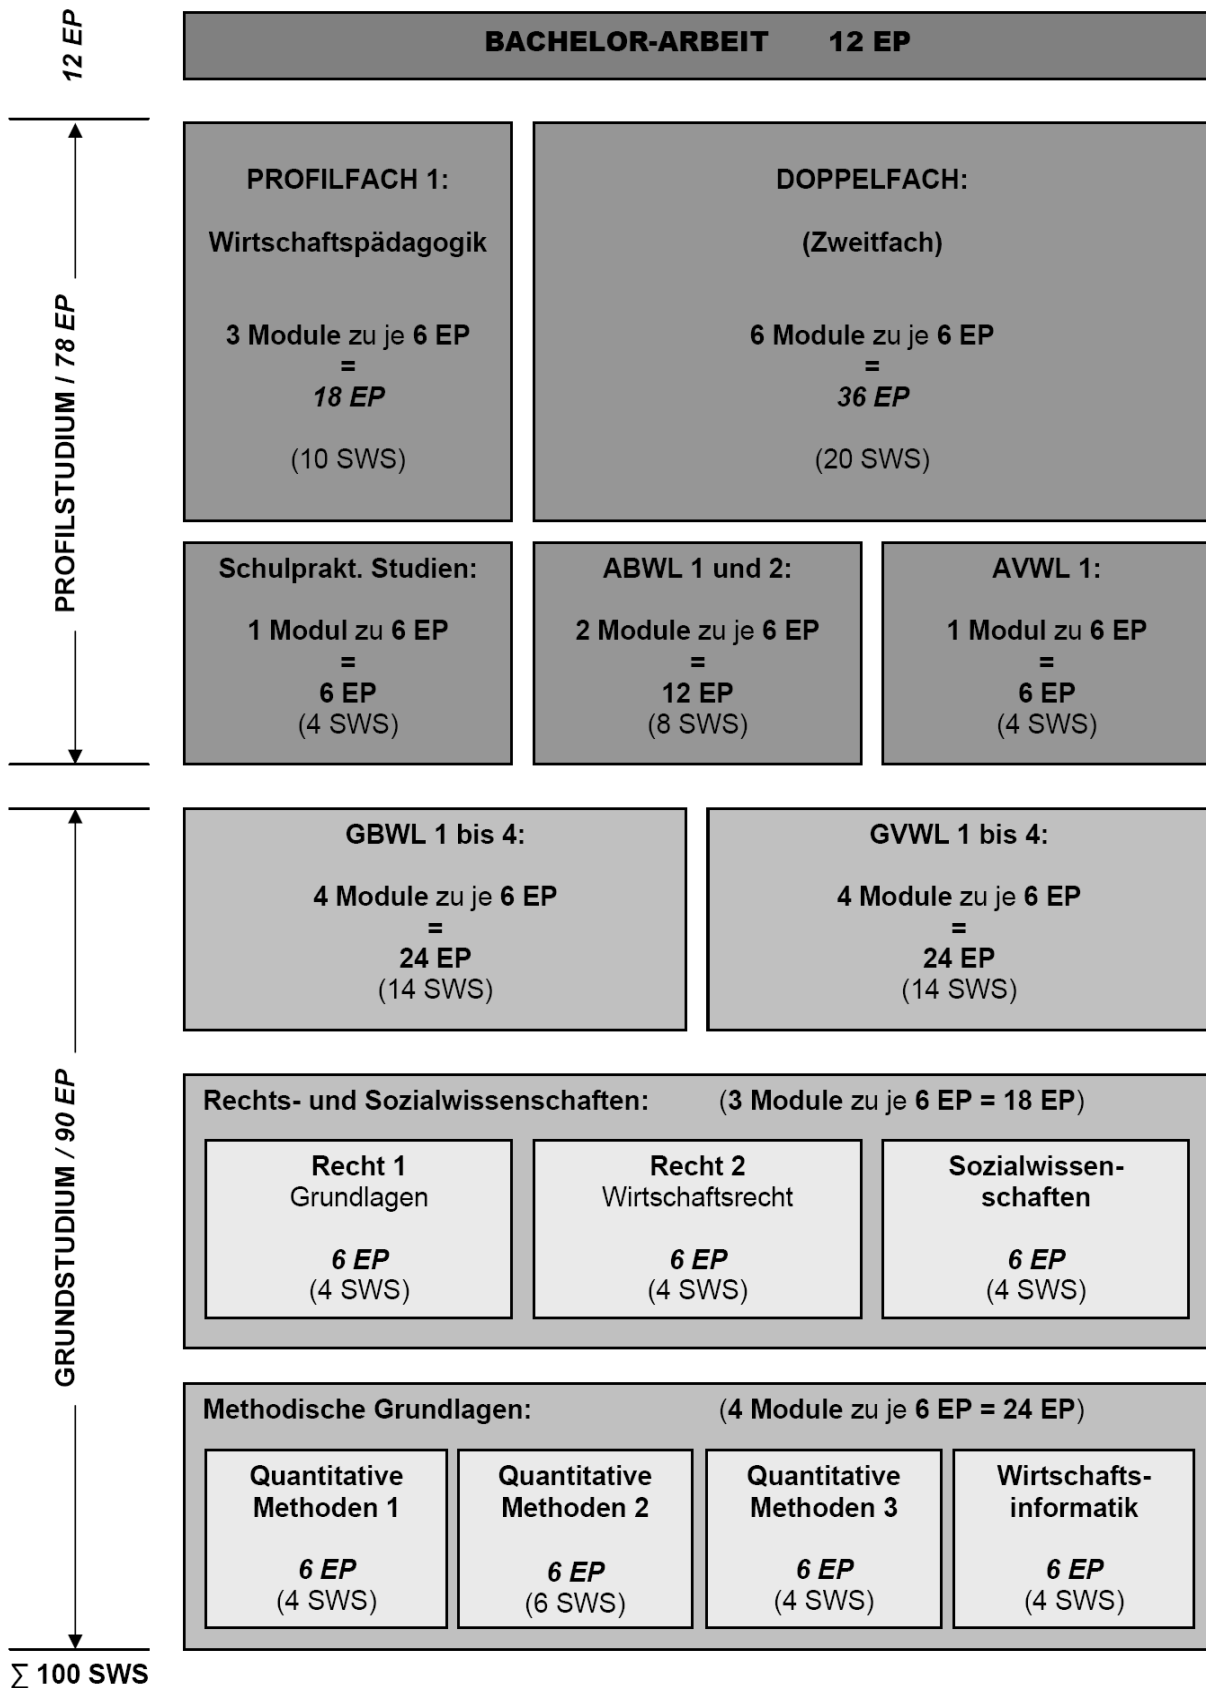 12 EP
BACHELOR-ARBEIT 12 EP
PROFILSTUDIUM / 78 EP
PROFILFACH 1:
Wirtschaftspädagogik
3 Module zu je 6 EP
=
18 EP
(10 SWS)
DOPPELFACH:
(Zweitfach)
6 Module zu je 6 EP
=
36 EP
(20 SWS)
Schulprakt. Studien:
1 Modul zu 6 EP
=
6 EP
(4 SWS)
ABWL 1 und 2:
2 Module zu je 6 EP
=
12 EP
(8 SWS)
AVWL 1:
1 Modul zu 6 EP
=
6 EP
(4 SWS)
GRUNDSTUDIUM / 90 EP
GBWL 1 bis 4:
4 Module zu je 6 EP
=
24 EP
(14 SWS)
GVWL 1 bis 4:
4 Module zu je 6 EP
=
24 EP
(14 SWS)
Rechts- und Sozialwissenschaften: (3 Module zu je 6 EP = 18 EP)
Recht 1
Grundlagen
6 EP
(4 SWS)
Recht 2
Wirtschaftsrecht
6 EP
(4 SWS)
Sozialwissen-
schaften
6 EP
(4 SWS)
Methodische Grundlagen: (4 Module zu je 6 EP = 24 EP)
Quantitative
Methoden 1
6 EP
(4 SWS)
Quantitative
Methoden 2
6 EP
(6 SWS)
Quantitative
Methoden 3
6 EP
(4 SWS)
Wirtschafts-
informatik
6 EP
(4 SWS)
∑ 100 SWS